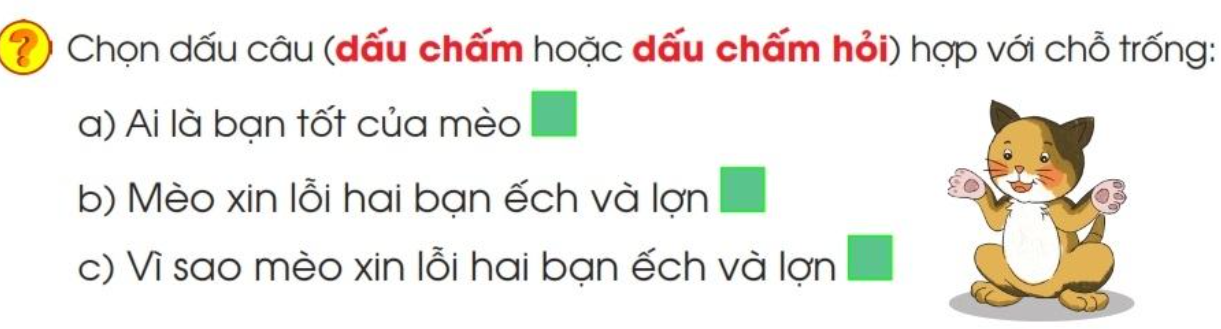 ? Chọn dấu câu (dấu chấm hoặc dấu chấm hỏi) hợp với chỗ trống:
a) Ai là bạn tốt của mèo
b) Mèo xin lỗi hai bạn ếch và lợn
c) Vì sao mèo xin lỗi hai bạn ếch và lợn